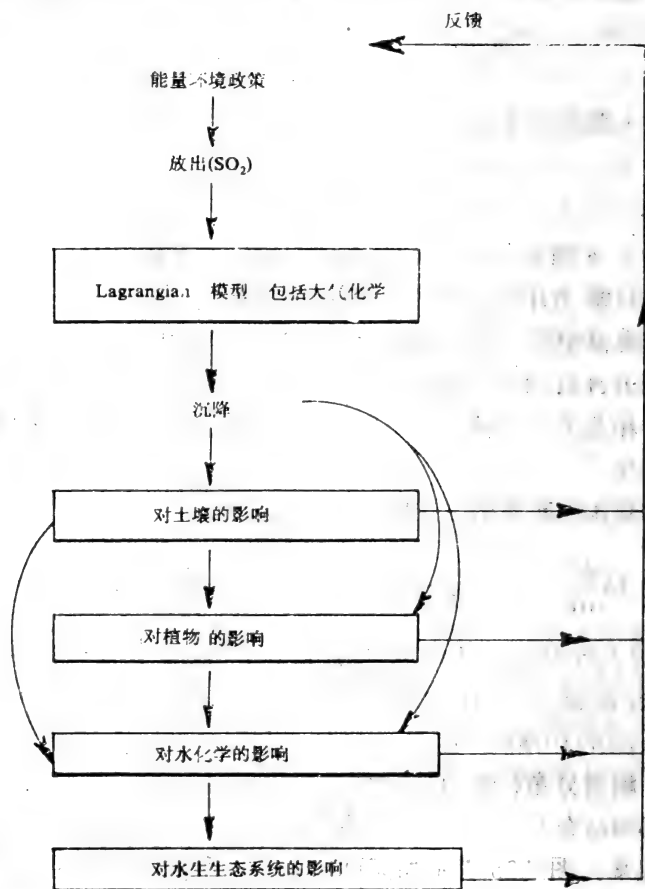 反馈
能量环境政策
放出(SO₂)
Lagrangian 模型 包括大气化学
沉降
对土壤的影响
对植物 的影响
对水化学的影响
对水生生态系统的影响